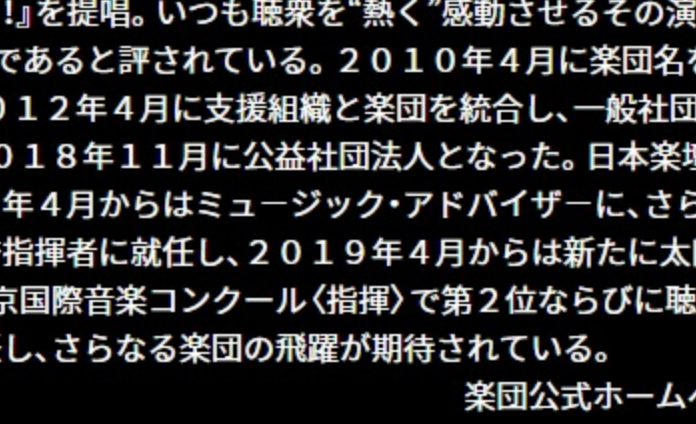 !』を提唱。いつも聴衆を“熱く”感動させるその演
であると評されている。２０１０年４月に楽団名を
０１２年４月に支援組織と楽団を統合し、一般社団
０１８年１１月に公益社団法人となった。日本楽壇
年４月からはミュージック・アドバイザーに、さら
指揮者に就任し、２０１９年４月からは新たに太
京国際音楽コンクール〈指揮〉で第２位ならびに聴
し、さらなる楽団の飛躍が期待されている。
楽団公式ホームペ